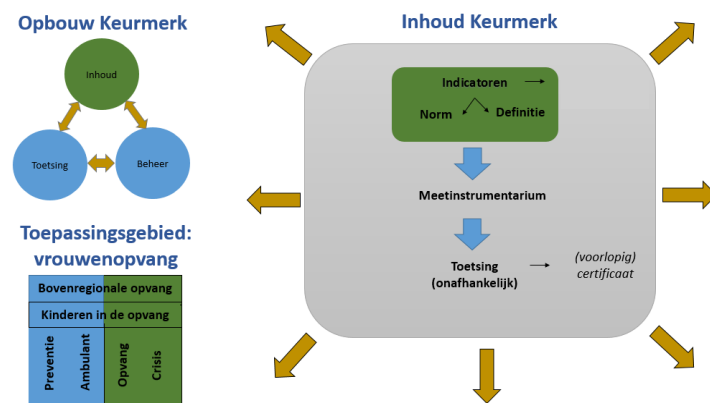 Opbouw Keurmerk
Inhoud
Toetsing
Beheer
Toepassingsgebied:
vrouwenopvang
Bovenregionale opvang
Kinderen in de opvang
Preventie
Ambulant
Opvang
Crisis
Inhoud Keurmerk
Indicatoren
Norm
Definitie
Meetinstrumentarium
Toetsing
(onafhankelijk)
(voorlopig)
certificaat